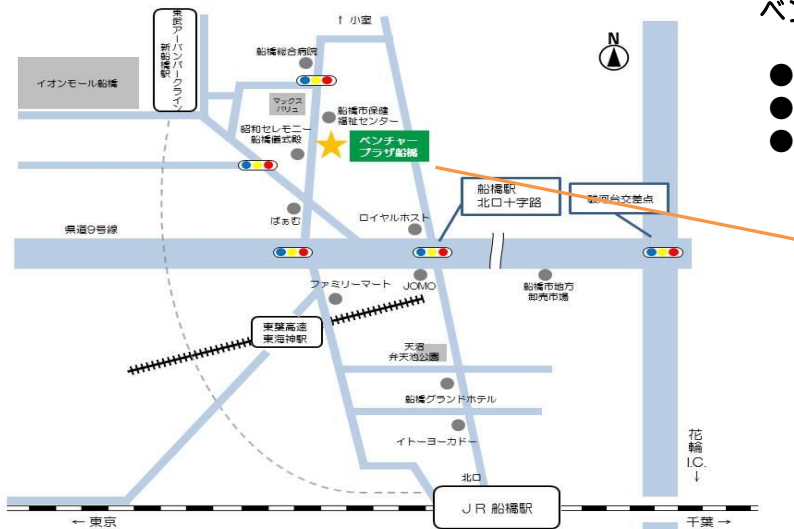 ベン
↑ 小室
東武アーバンパークライン
新船橋駅
船橋総合病院
N
イオンモール船橋
マックス
バリュ
船橋市保健
福祉センター
昭和セレモニー
船橋儀式殿
ベンチャー
プラザ船橋
船橋駅
北口十字路
駿河台交差点
ばぁむ
ロイヤルホスト
県道9号線
ファミリーマート
JOMO
船橋市地方
卸売市場
東葉高速
東海神駅
天沼
弁天池公園
船橋グランドホテル
イトーヨーカドー
花輪
I.C.
↓
北口
JR 船橋駅
← 東京
千葉 →